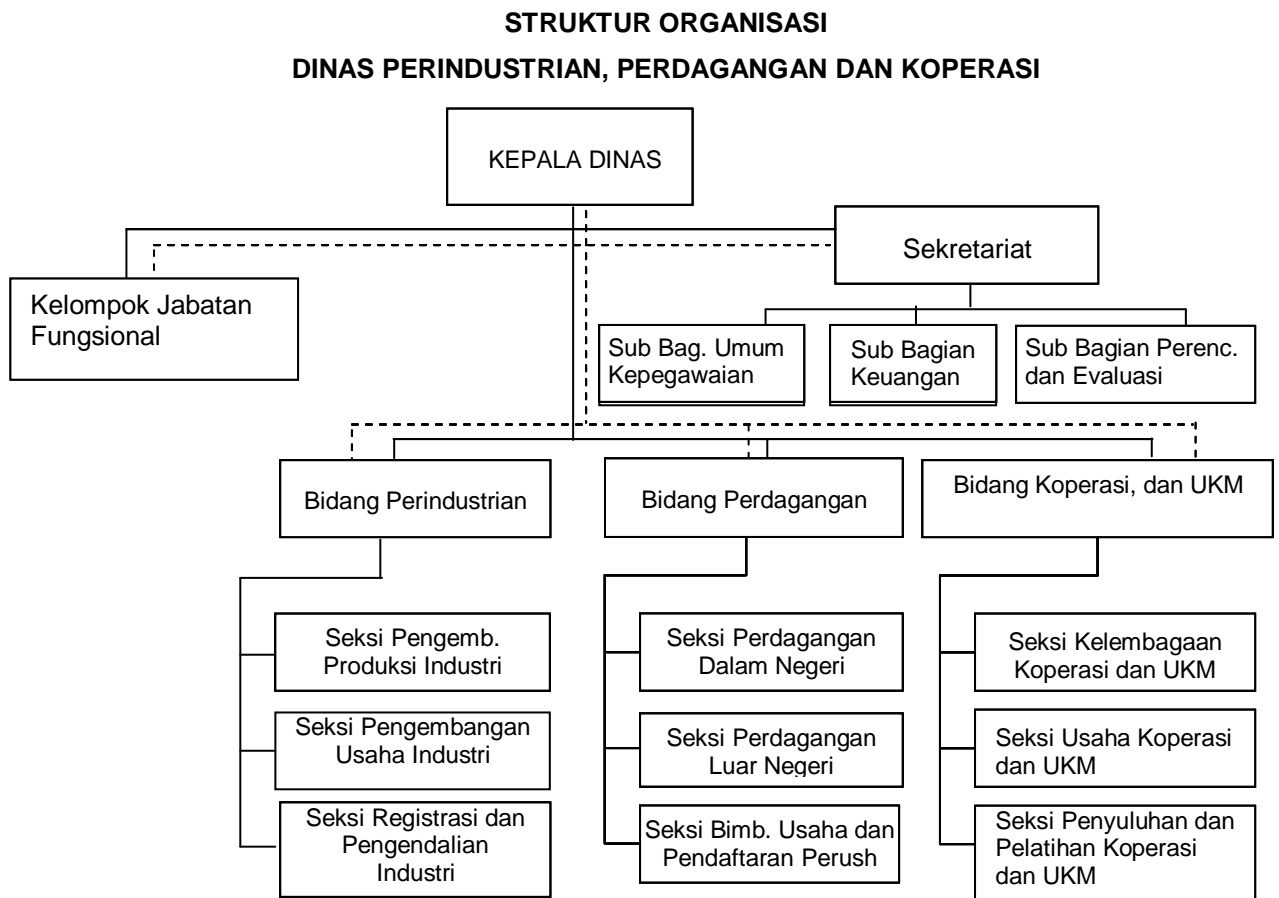 STRUKTUR ORGANISASI
DINAS PERINDUSTRIAN, PERDAGANGAN DAN KOPERASI
KEPALA DINAS
Sekretariat
Kelompok Jabatan
Fungsional
Sub Bag. Umum
Kepegawaian
Sub Bagian
Keuangan
Sub Bagian Perenc.
dan Evaluasi
Bidang Perindustrian
Bidang Perdagangan
Bidang Koperasi, dan UKM
Seksi Pengemb.
Produksi Industri
Seksi Pengembangan
Usaha Industri
Seksi Registrasi dan
Pengendalian
Industri
Seksi Perdagangan
Dalam Negeri
Seksi Perdagangan
Luar Negeri
Seksi Bimb. Usaha dan
Pendaftaran Perush
Seksi Kelembagaan
Koperasi dan UKM
Seksi Usaha Koperasi
dan UKM
Seksi Penyuluhan dan
Pelatihan Koperasi
dan UKM